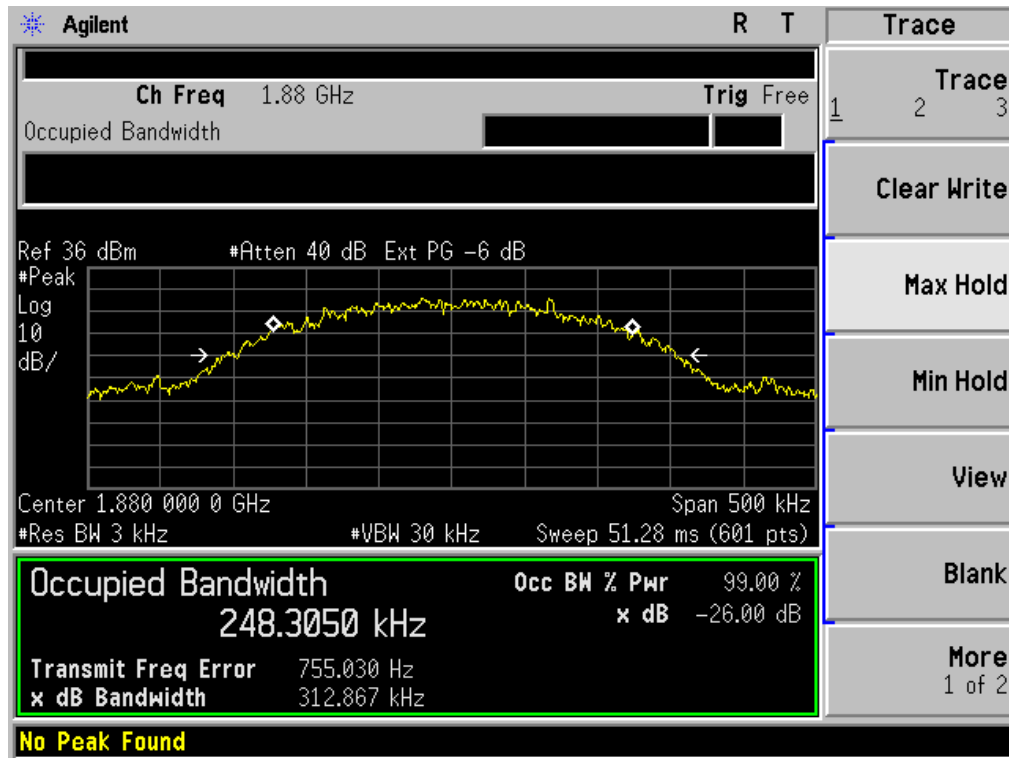 Agilent R T
Trace
Ch Freq 1.88 GHz Trig Free
Occupied Bandwidth
Trace
1 2 3
Clear Write
Max Hold
Min Hold
View
Blank
More
1 of 2
Ref 36 dBm #Atten 40 dB Ext PG -6 dB
#Peak
Log
10
dB/
Center 1.880 000 0 GHz Span 500 kHz
#Res BW 3 kHz #VBW 30 kHz Sweep 51.28 ms (601 pts)
Occupied Bandwidth Occ BW % Pwr 99.00 %
248.3050 kHz x dB -26.00 dB
Transmit Freq Error 755.030 Hz
x dB Bandwidth 312.867 kHz
No Peak Found